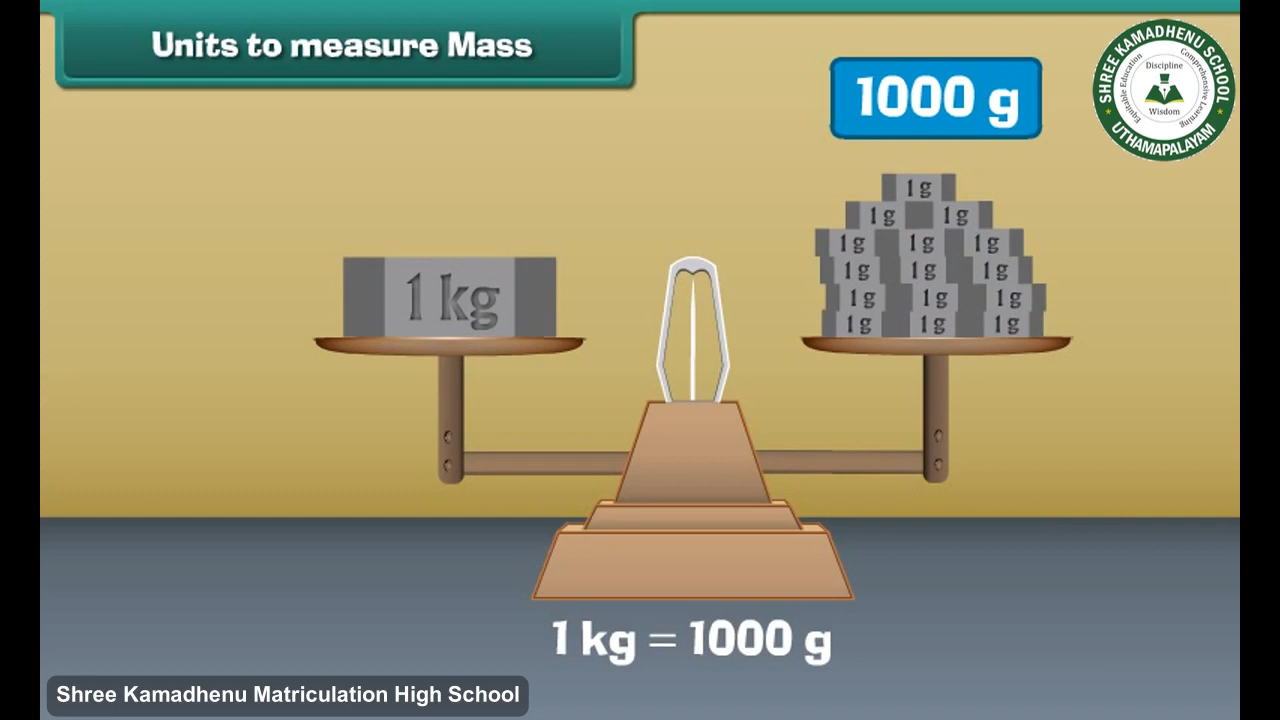 Units to measure Mass
1000 g
SHREE KAMADHENU SCHOOL
Equitable Education
Discipline
Comprehensive Learning
Wisdom
UTHAMAPALAYAM
1 kg
1 g
1 g 1 g
1 g 1 g 1 g
1 g 1 g 1 g
1 g 1 g 1 g
1 g 1 g 1 g
1 kg = 1000 g
Shree Kamadhenu Matriculation High School